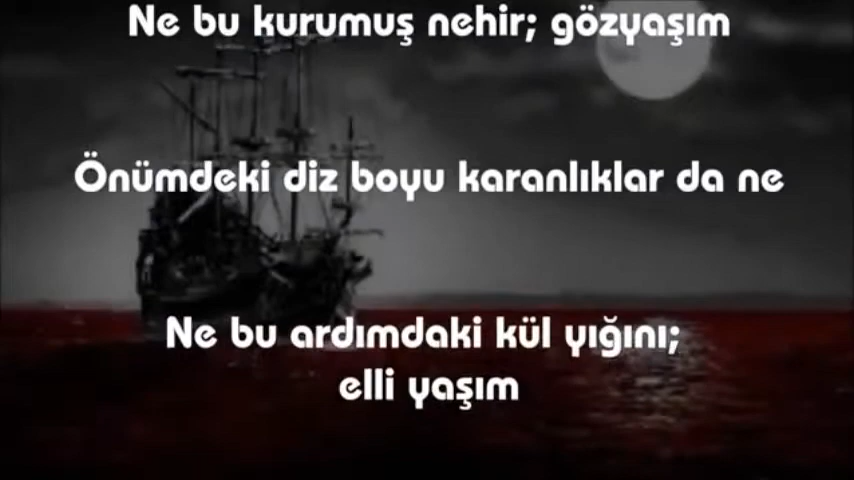 Ne bu kurumuş nehir; gözyaşım
Önümdeki diz boyu karanlıklar da ne
Ne bu ardımdaki kül yığını;
elli yaşım